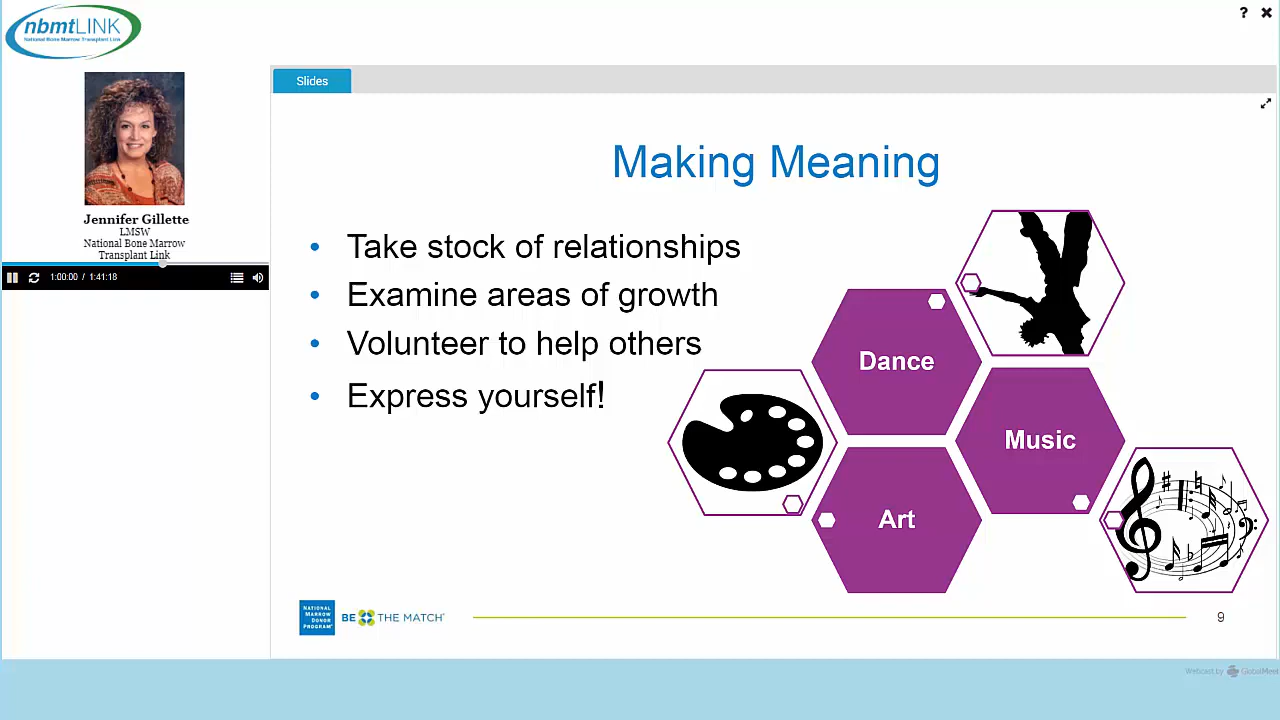 nbmtLINK
National Bone Marrow Transplant Link
? ×
Slides
Jennifer Gillette
LMSW
National Bone Marrow
Transplant Link
1:00:00 / 1:41:18
Making Meaning
• Take stock of relationships
• Examine areas of growth
• Volunteer to help others
• Express yourself!
Dance
Music
Art
NATIONAL
MARROW
DONOR
PROGRAM®
BE THE MATCH®
9
Webcast by GlobalMeet